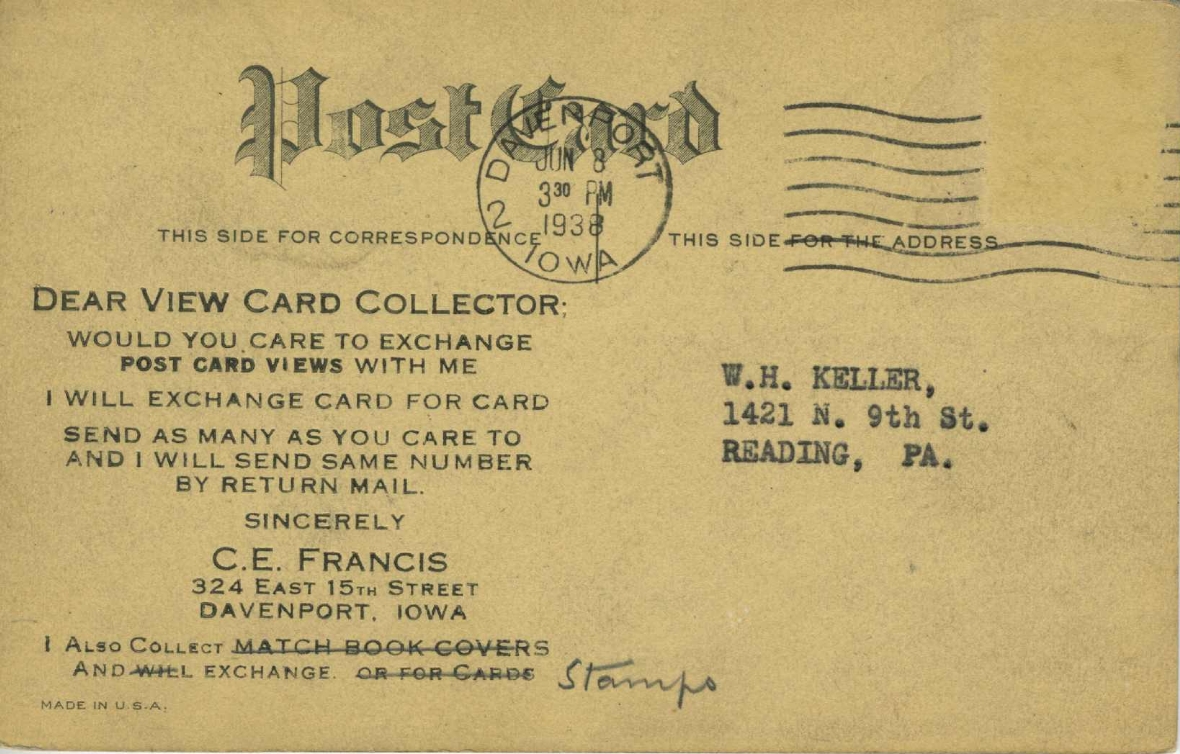 Post Card
DAVENPORT
JUN 8
3 30 PM
1938
2
IOWA
THIS SIDE FOR CORRESPONDENCE
THIS SIDE FOR THE ADDRESS
DEAR VIEW CARD COLLECTOR:
WOULD YOU CARE TO EXCHANGE
POST CARD VIEWS WITH ME
I WILL EXCHANGE CARD FOR CARD
SEND AS MANY AS YOU CARE TO
AND I WILL SEND SAME NUMBER
BY RETURN MAIL.
SINCERELY
C.E. FRANCIS
324 EAST 15TH STREET
DAVENPORT, IOWA
I ALSO COLLECT MATCH BOOK COVERS
AND WILL EXCHANGE. OR FOR CARDS Stamps
MADE IN U.S.A.
W.H. KELLER,
1421 N. 9th St.
READING, PA.